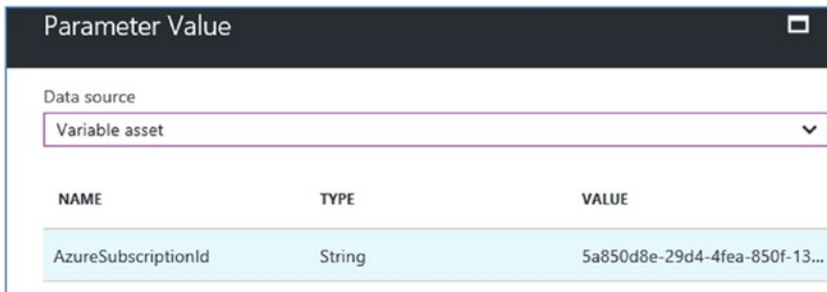 Parameter Value
Data source
Variable asset
NAME TYPE VALUE
AzureSubscriptionId String 5a850d8e-29d4-4fea-850f-13...